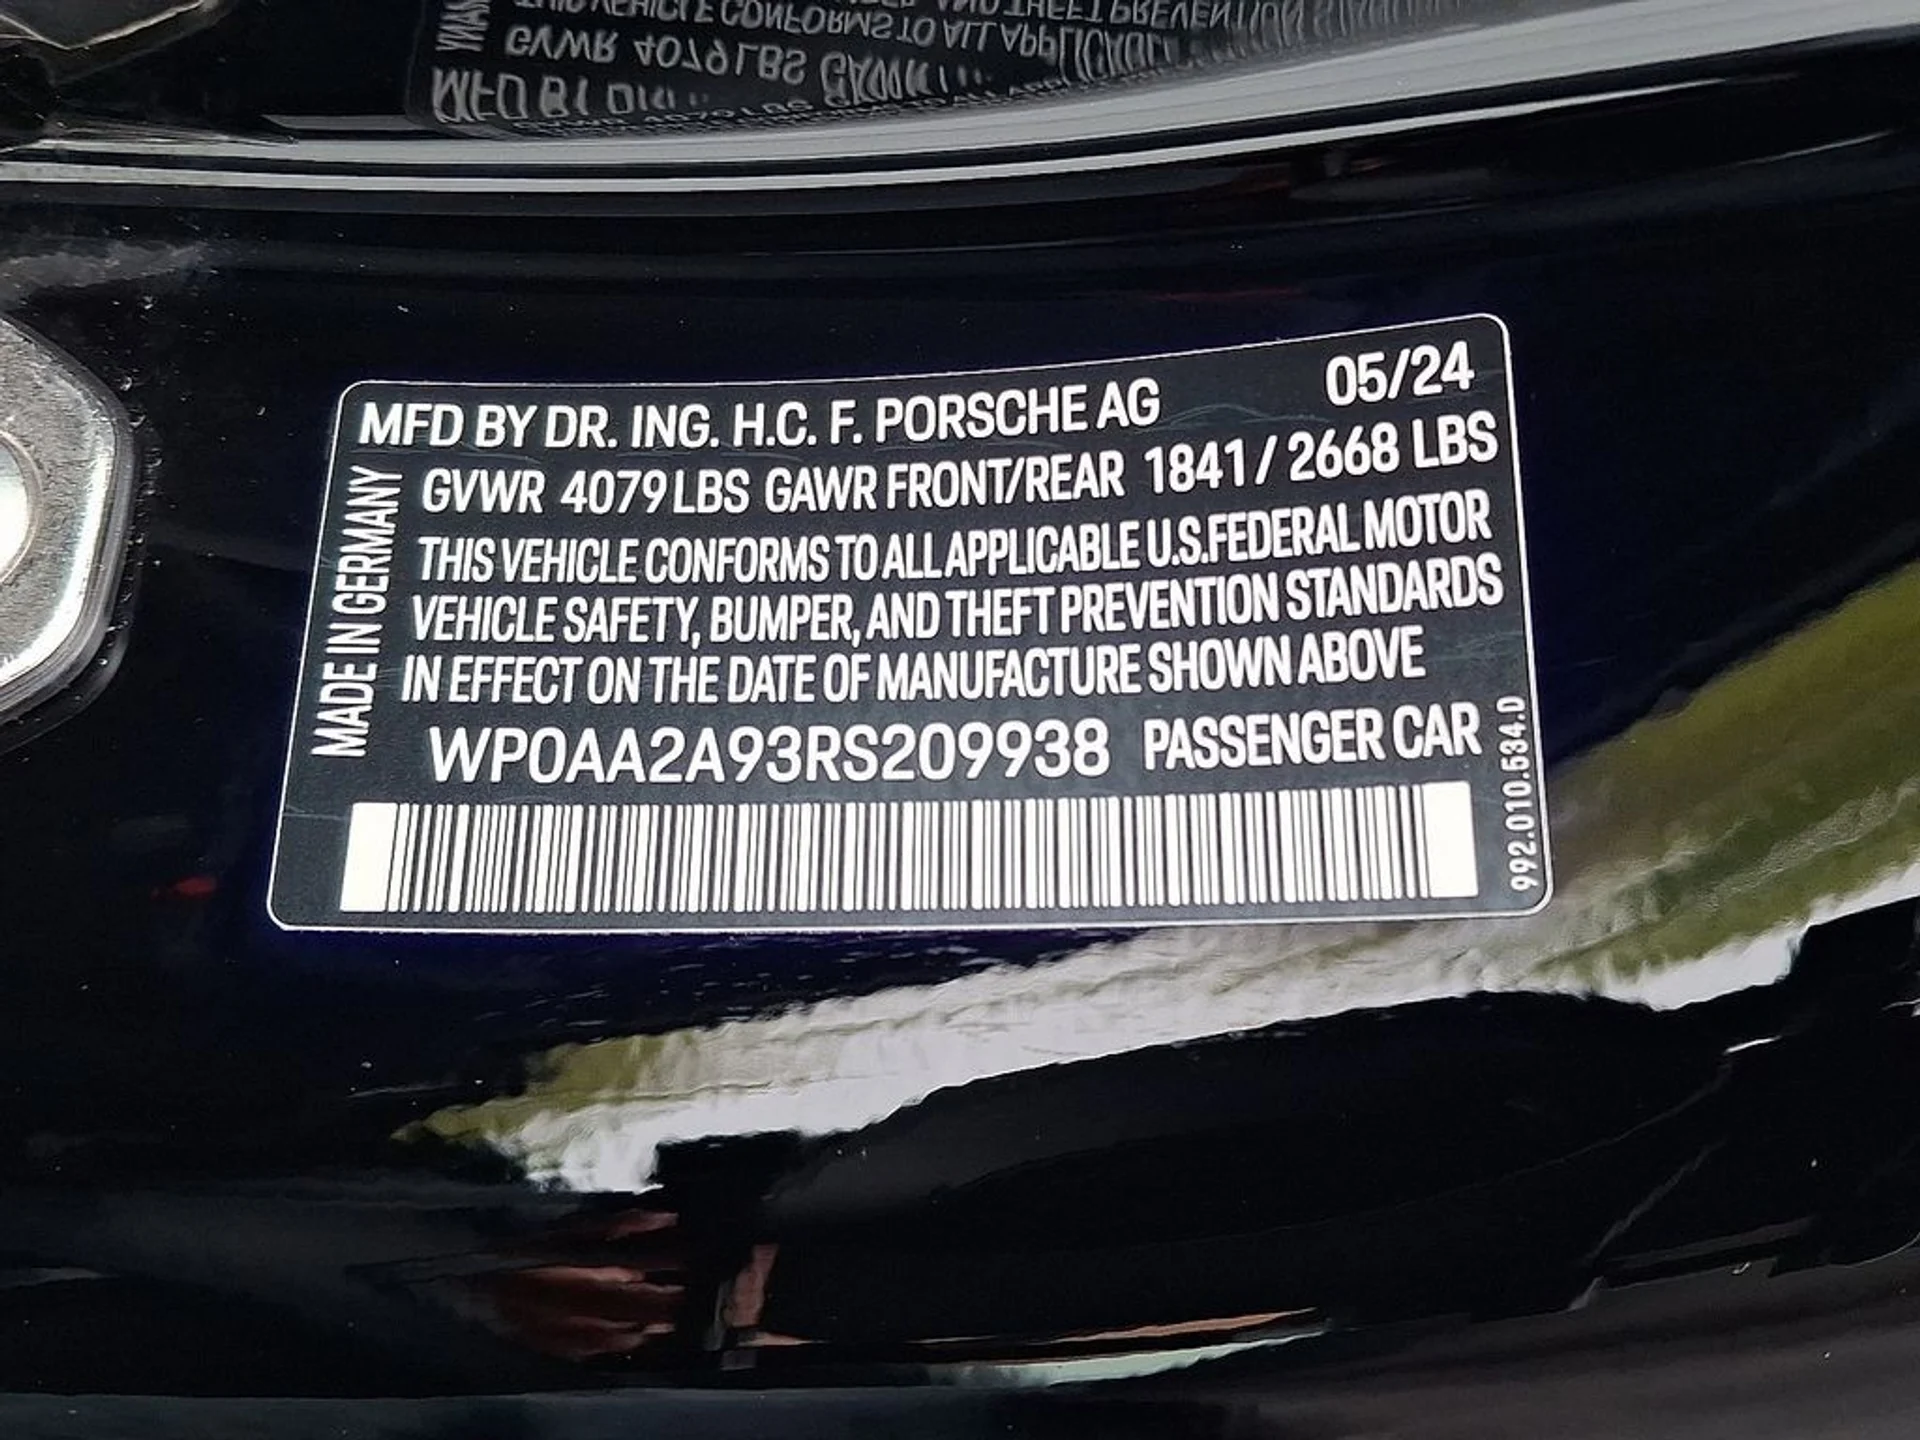 MFD BY DR. ING. H.C. F. PORSCHE AG 05/24
GVWR 4079 LBS GAWR FRONT/REAR 1841 / 2668 LBS
THIS VEHICLE CONFORMS TO ALL APPLICABLE U.S.FEDERAL MOTOR
VEHICLE SAFETY, BUMPER, AND THEFT PREVENTION STANDARDS
IN EFFECT ON THE DATE OF MANUFACTURE SHOWN ABOVE
WP0AA2A93RS209938 PASSENGER CAR
MADE IN GERMANY
992.010.534.D